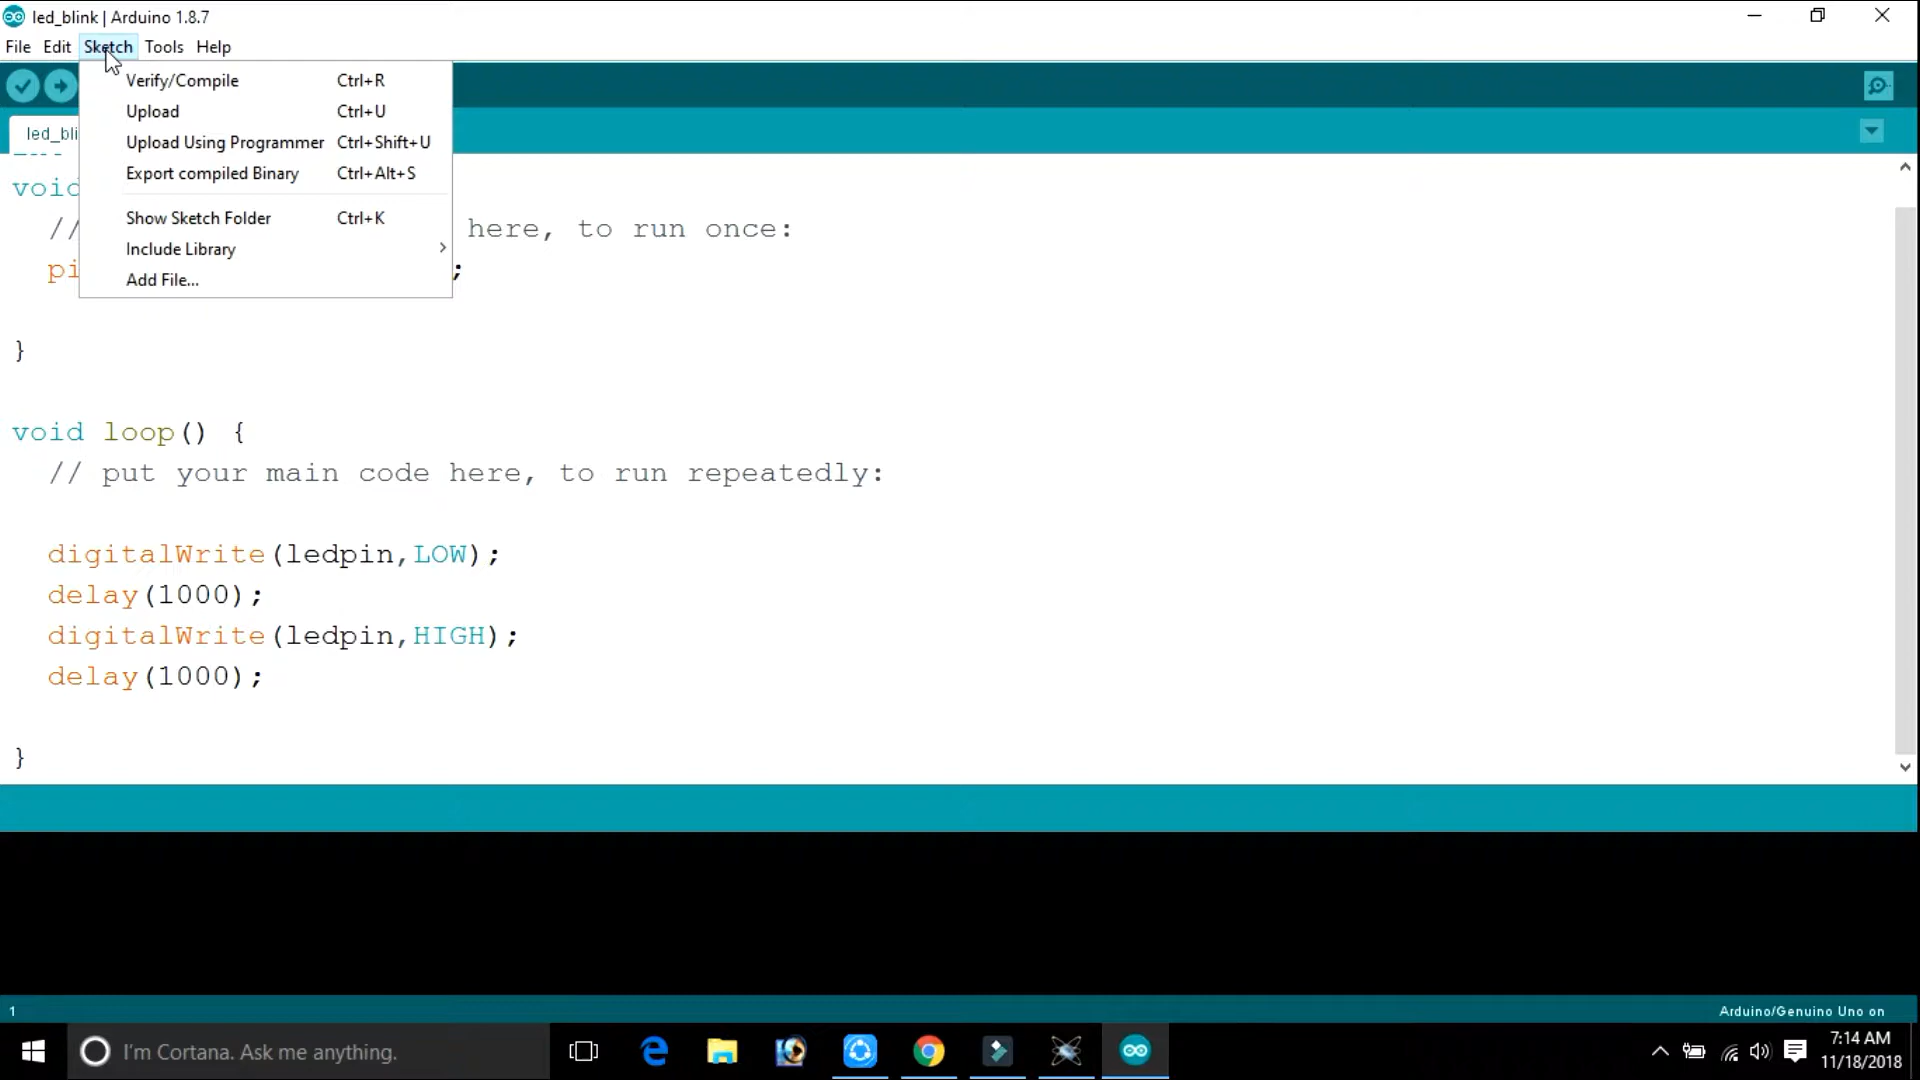 led_blink | Arduino 1.8.7
File Edit Sketch Tools Help
Verify/Compile Ctrl+R
Upload Ctrl+U
Upload Using Programmer Ctrl+Shift+U
Export compiled Binary Ctrl+Alt+S
Show Sketch Folder Ctrl+K
Include Library
Add File...
led_bli
void
// here, to run once:
pi ;
}
void loop() {
// put your main code here, to run repeatedly:
digitalWrite(ledpin,LOW);
delay(1000);
digitalWrite(ledpin,HIGH);
delay(1000);
}
1 Arduino/Genuino Uno on
I'm Cortana. Ask me anything.
7:14 AM
11/18/2018